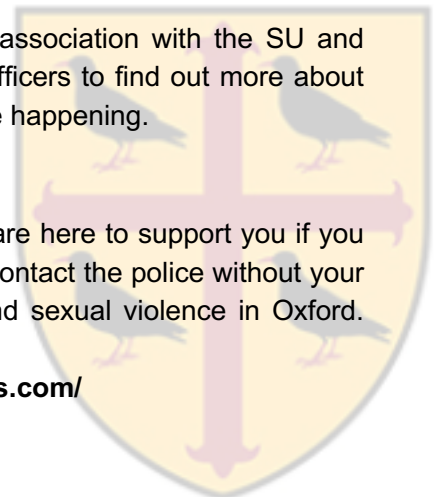 association with the SU and
fficers to find out more about
happening.
are here to support you if you
ontact the police without your
nd sexual violence in Oxford.
s.com/